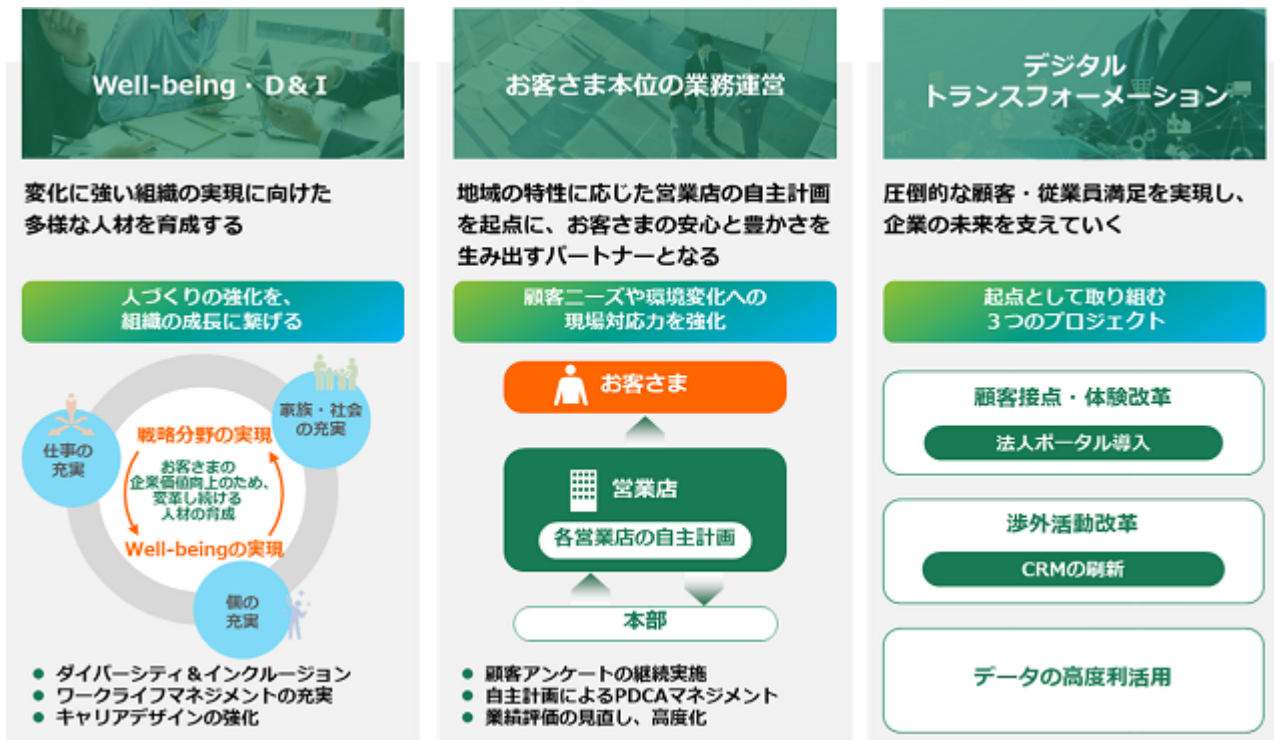 Well-being・D&I
変化に強い組織の実現に向けた
多様な人材を育成する
人づくりの強化を、
組織の成長に繋げる
家族・社会
の充実
仕事の
充実
戦略分野の実現
お客さまの
企業価値向上のため、
変革し続ける
人材の育成
Well-beingの実現
個の
充実
● ダイバーシティ&インクルージョン
● ワークライフマネジメントの充実
● キャリアデザインの強化
お客さま本位の業務運営
地域の特性に応じた営業店の自主計画
を起点に、お客さまの安心と豊かさを
生み出すパートナーとなる
顧客ニーズや環境変化への
現場対応力を強化
お客さま
営業店
各営業店の自主計画
本部
● 顧客アンケートの継続実施
● 自主計画によるPDCAマネジメント
● 業績評価の見直し、高度化
デジタル
トランスフォーメーション
圧倒的な顧客・従業員満足を実現し、
企業の未来を支えていく
起点として取り組む
3つのプロジェクト
顧客接点・体験改革
法人ポータル導入
渉外活動改革
CRMの刷新
データの高度利活用